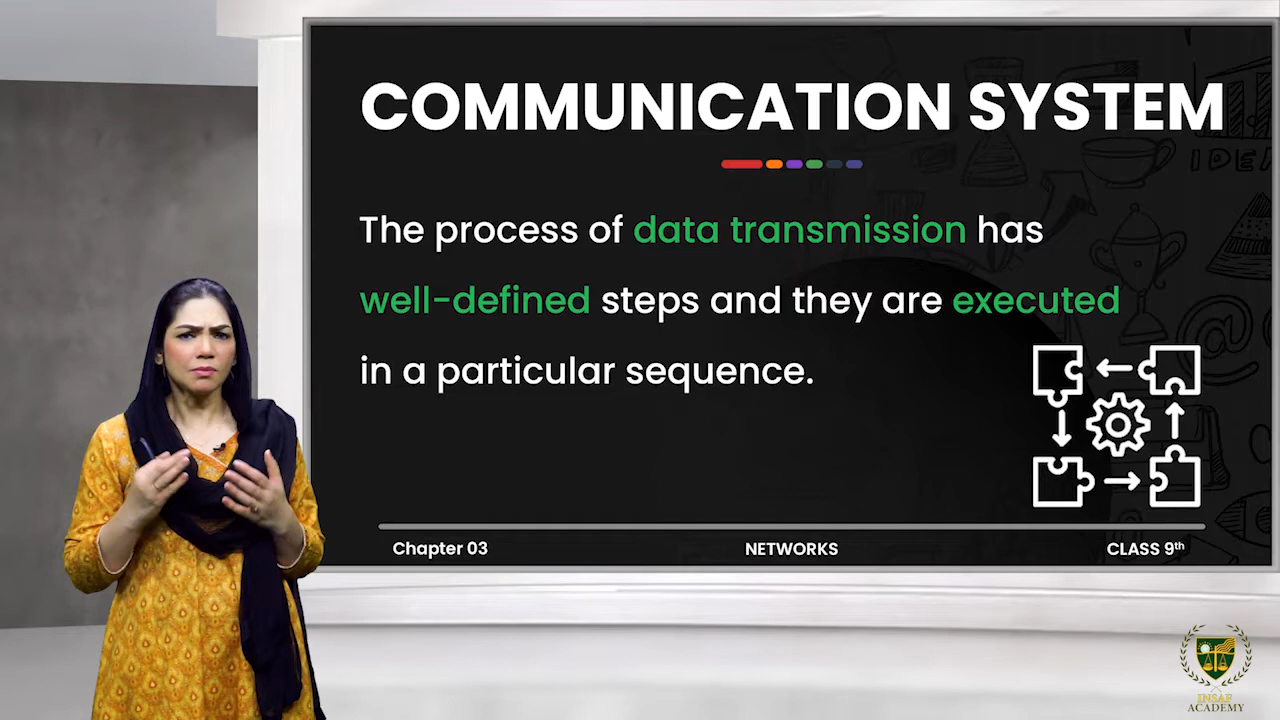 COMMUNICATION SYSTEM
The process of data transmission has
well-defined steps and they are executed
in a particular sequence.
Chapter 03
NETWORKS
CLASS 9th
IDEA
INSAF
ACADEMY